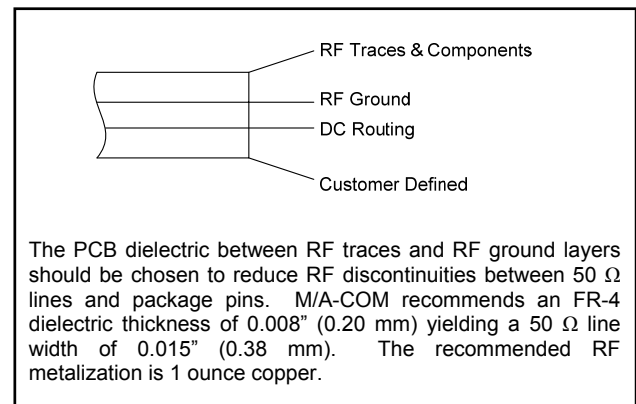 RF Traces & Components
RF Ground
DC Routing
Customer Defined
The PCB dielectric between RF traces and RF ground layers
should be chosen to reduce RF discontinuities between 50 Ω
lines and package pins. M/A-COM recommends an FR-4
dielectric thickness of 0.008” (0.20 mm) yielding a 50 Ω line
width of 0.015” (0.38 mm). The recommended RF
metalization is 1 ounce copper.